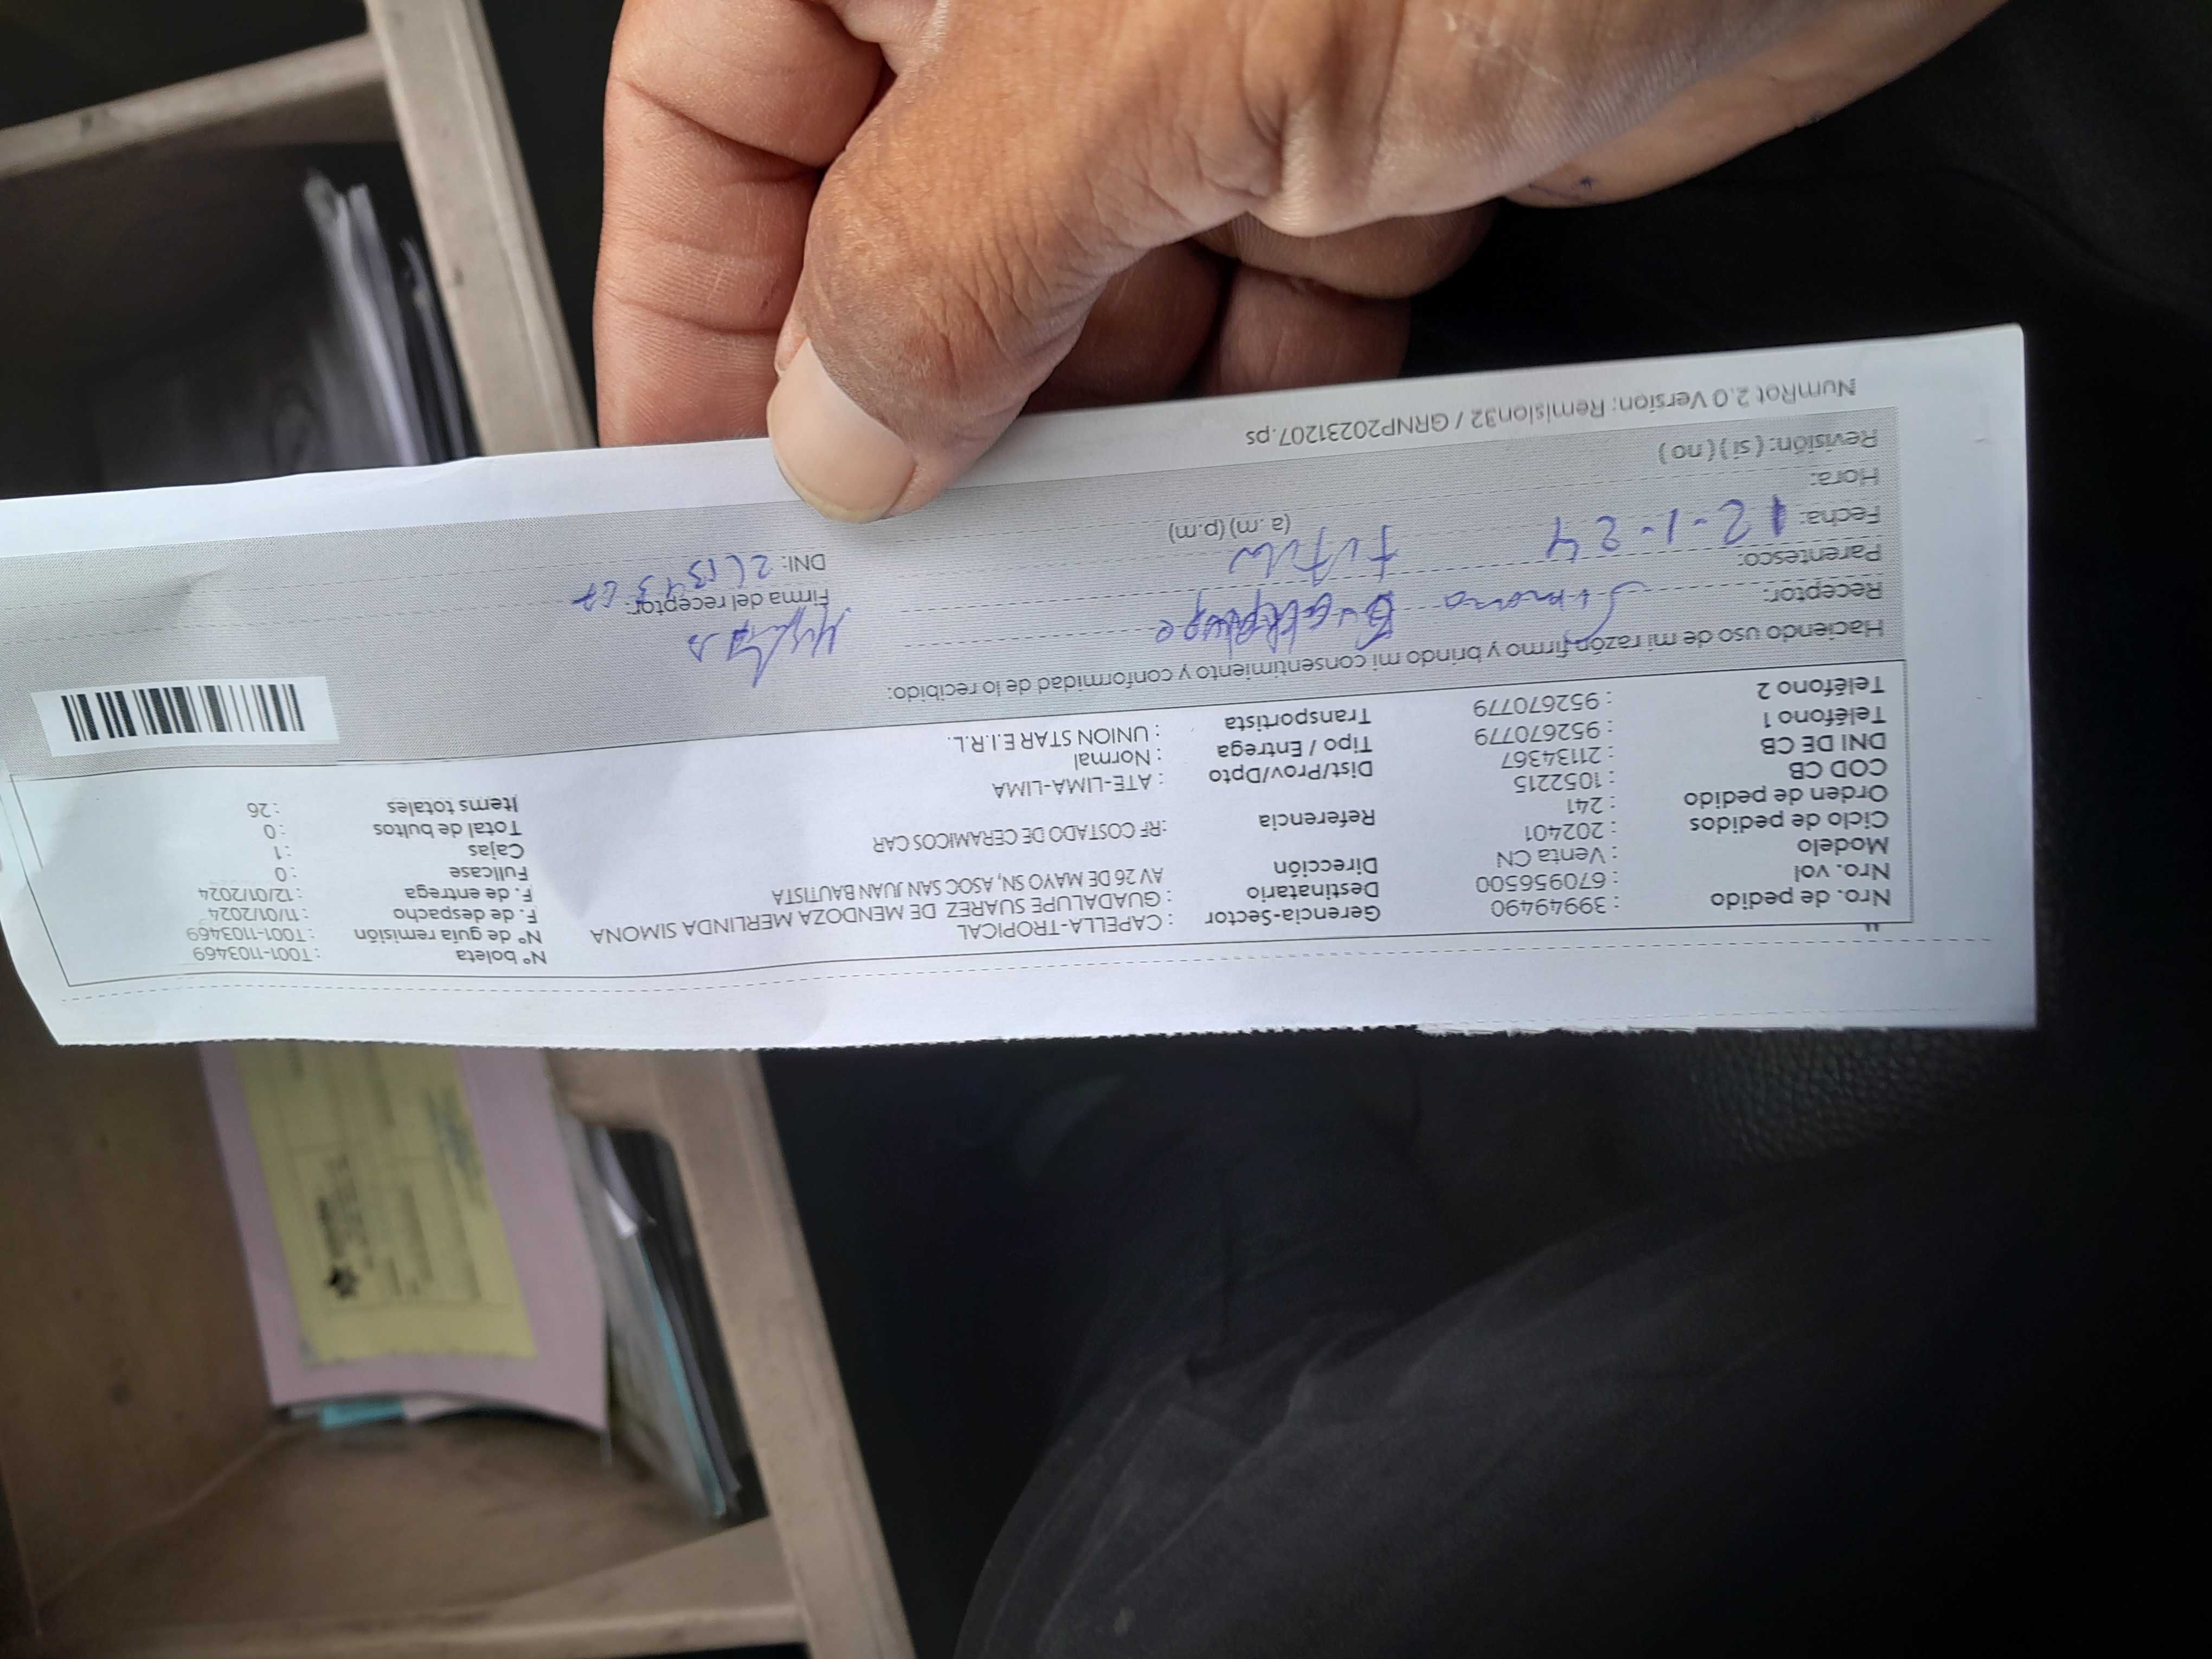 Nro. de pedido : 399494490 Gerencia-Sector : CAPELLA-TROPICAL Nº boleta : T001-1103469
Nro. vol : 670956500 Destinatario : GUADALUPE SUAREZ DE MENDOZA MERLINDA SIMONA Nº de guía remisión : T001-1103469
Modelo : Venta CN Dirección AV 26 DE MAYO SN, ASOC SAN JUAN BAUTISTA F. de despacho : 11/01/2024
Ciclo de pedidos : 202401 F. de entrega : 12/01/2024
Orden de pedido : 241 Referencia :RF COSTADO DE CERAMICOS CAR Fullcase : 0
COD CB : 1052215 Cajas : 1
DNI DE CB : 21134367 Dist/Prov/Dpto : ATE-LIMA-LIMA Total de bultos : 0
Teléfono 1 : 952670779 Tipo / Entrega : Normal Items totales : 26
Teléfono 2 : 952670779 Transportista : UNION STAR E.I.R.L.
Haciendo uso de mi razón firmo y brindo mi consentimiento y conformidad de lo recibido:
Receptor: Simona
Parentesco: Firma del receptor:
Fecha: 12-1-24 DNI:
Hora: (a .m) (p.m)
Revisión: ( si ) ( no )
NumRot 2.0 Version: Remision32 / GRNP20231207.ps